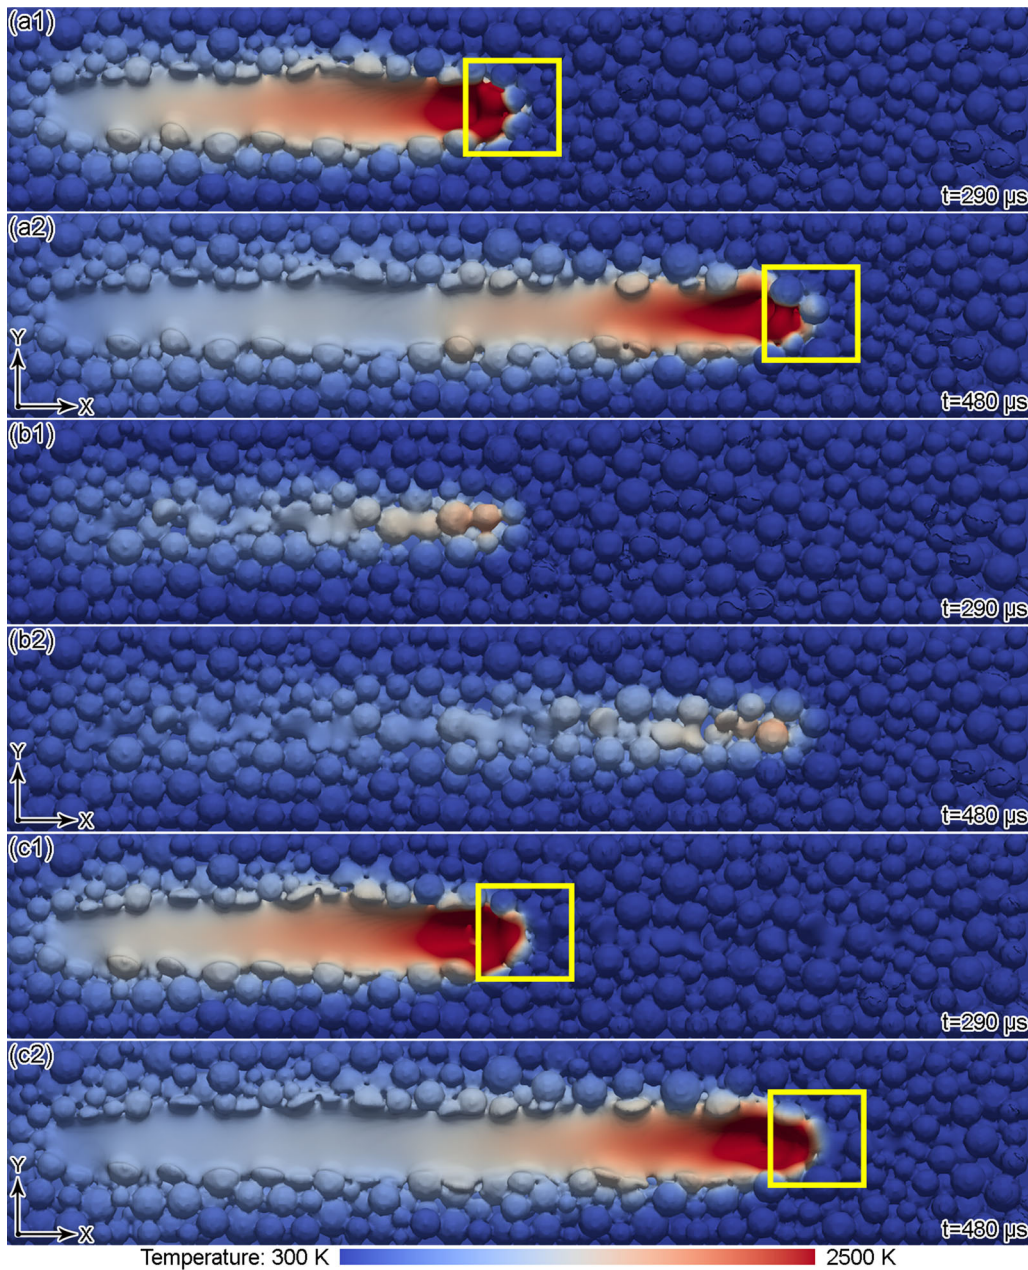 (a1)
t=290 µs
(a2)
Y
X
t=480 µs
(b1)
t=290 µs
(b2)
Y
X
t=480 µs
(c1)
t=290 µs
(c2)
Y
X
t=480 µs
Temperature: 300 K 2500 K